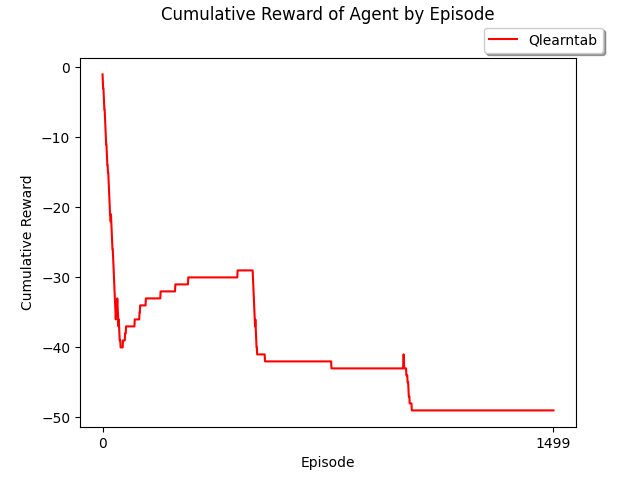 Cumulative Reward of Agent by Episode
Qlearntab
0
−10
−20
−30
−40
−50
Cumulative Reward
0
1499
Episode